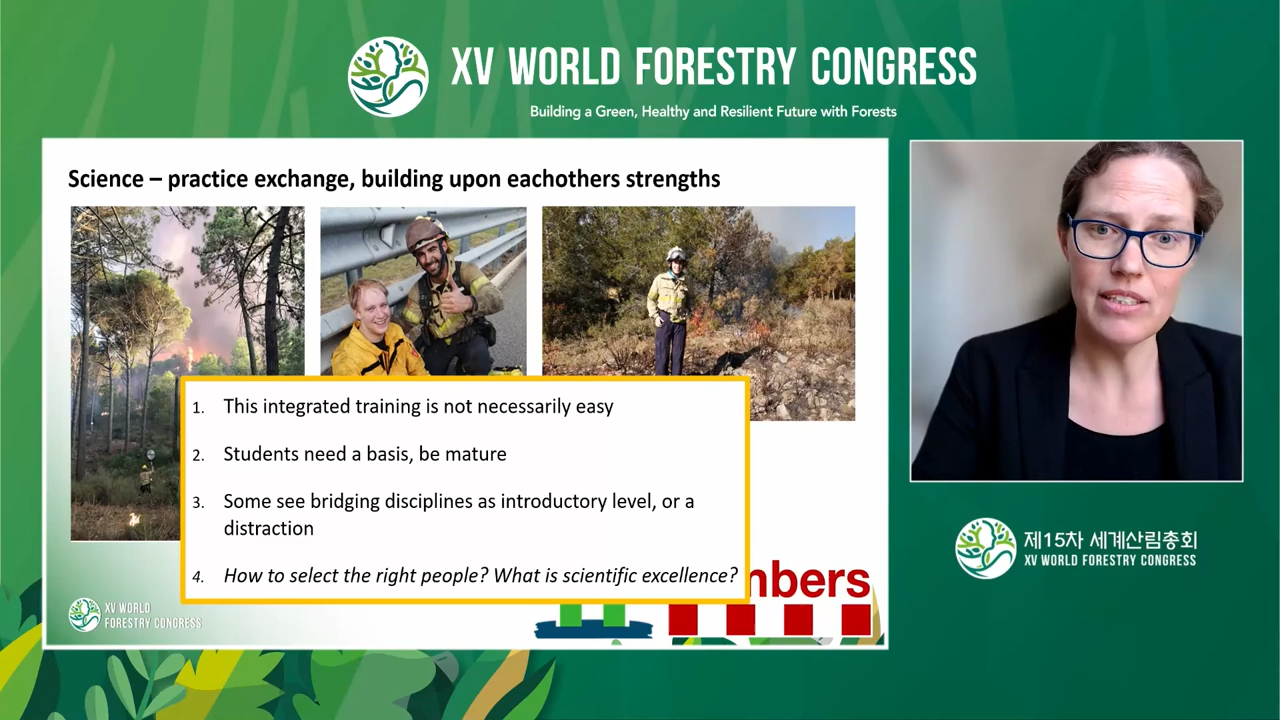 XV WORLD FORESTRY CONGRESS
Building a Green, Healthy and Resilient Future with Forests
Science – practice exchange, building upon eachothers strengths
1. This integrated training is not necessarily easy
2. Students need a basis, be mature
3. Some see bridging disciplines as introductory level, or a
distraction
4. How to select the right people? What is scientific excellence?
XV WORLD
FORESTRY CONGRESS
제15차 세계산림총회
XV WORLD FORESTRY CONGRESS